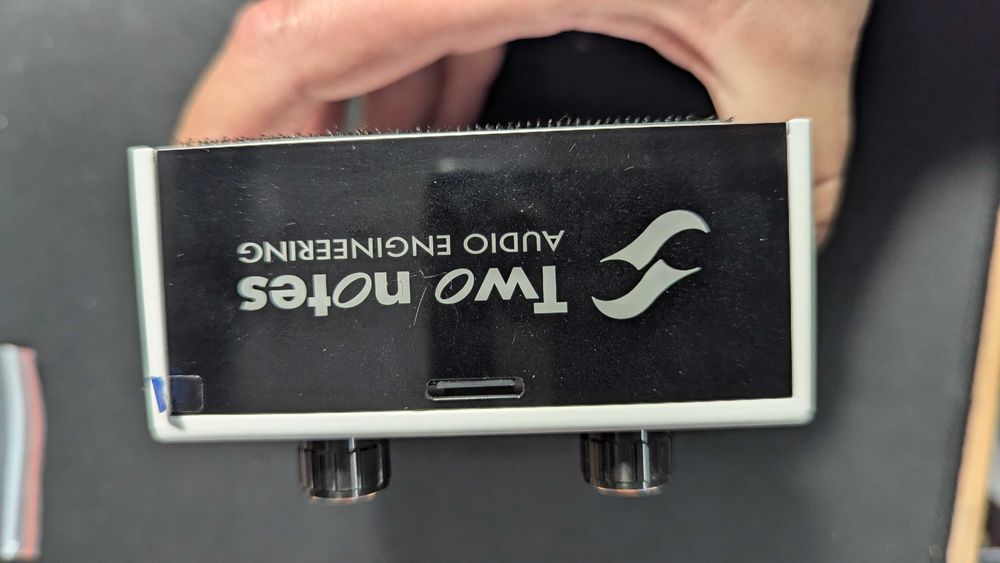 Two notes
AUDIO ENGINEERING